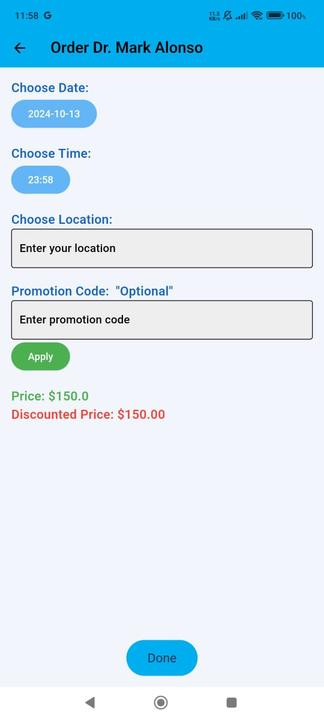 11:58 G
100%
Order Dr. Mark Alonso
Choose Date:
2024-10-13
Choose Time:
23:58
Choose Location:
Enter your location
Promotion Code:  "Optional"
Enter promotion code
Apply
Price: $150.0
Discounted Price: $150.00
Done